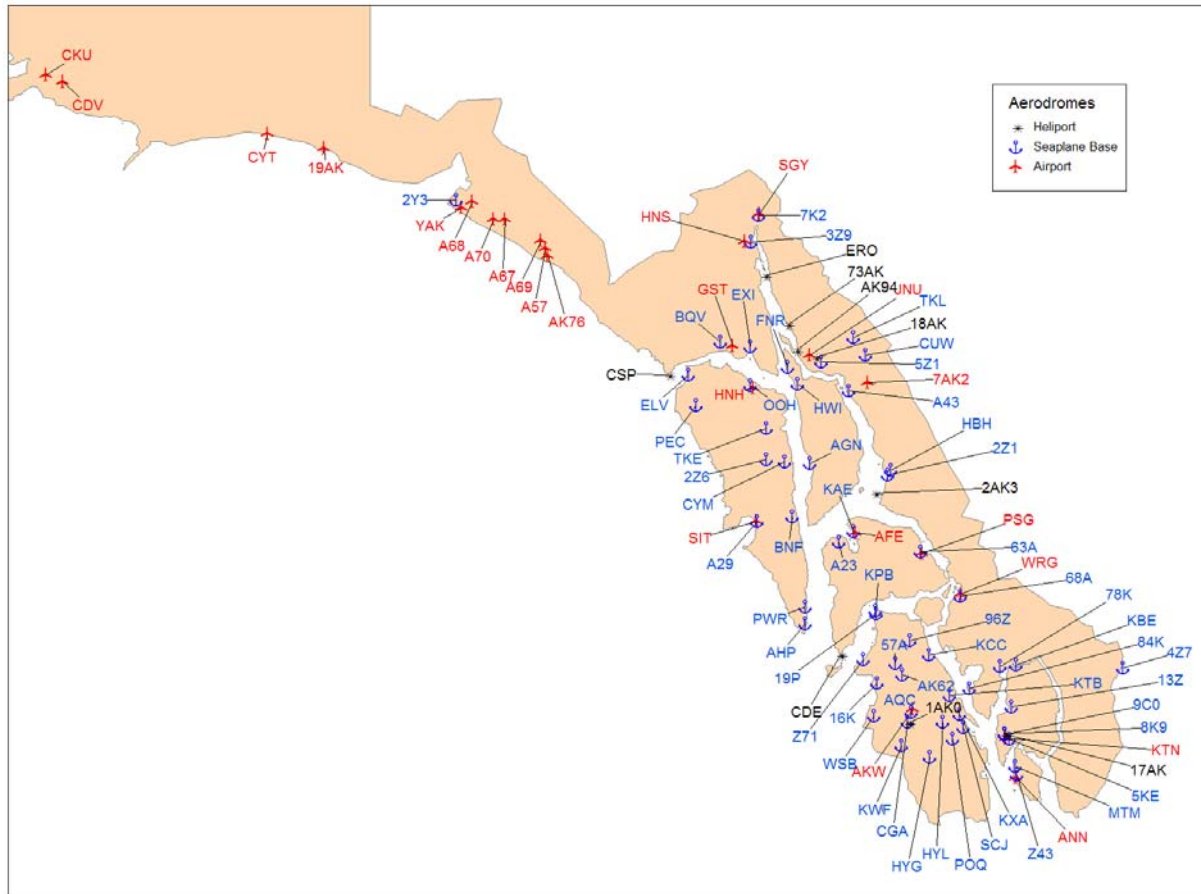 CKU
CDV
Aerodromes
Heliport
Seaplane Base
Airport
CYT
19AK
SGY
2Y3
YAK
HNS
7K2
A68
3Z9
A70
A67
ERO
A69
73AK
A57
AK94
JNU
AK76
GST
EXI
TKL
BQV
FNR
18AK
CUW
5Z1
CSP
7AK2
ELV
HNH
OOH
HWI
A43
PEC
HBH
TKE
AGN
2Z1
2Z6
CYM
KAE
2AK3
SIT
AFE
PSG
BNF
A29
A23
63A
WRG
KPB
68A
78K
PWR
96Z
KBE
57A
84K
AHP
KCC
4Z7
19P
KTB
13Z
AK62
AQC
1AK0
9C0
CDE
16K
8K9
Z71
KTN
WSB
AKW
17AK
5KE
KWF
KXA
MTM
CGA
SCJ
ANN
HYG
HYL
POQ
Z43